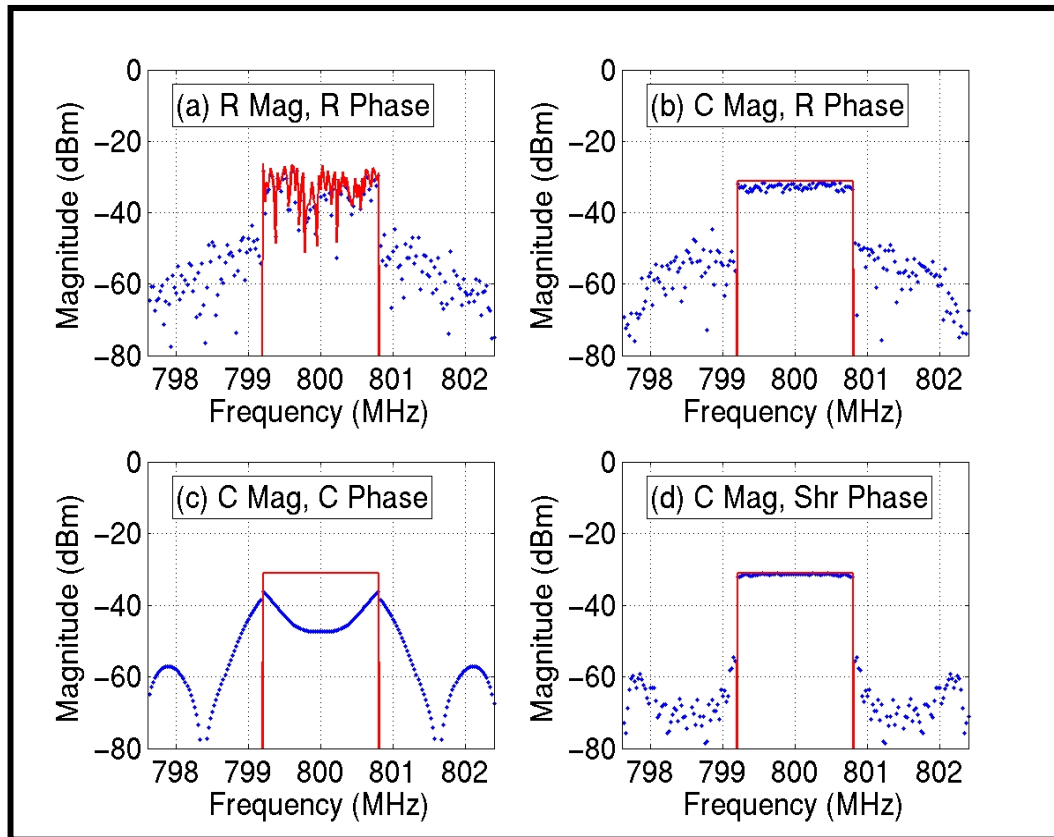 (a) R Mag, R Phase
Magnitude (dBm)
0
−20
−40
−60
−80
798 799 800 801 802
Frequency (MHz)
(b) C Mag, R Phase
Magnitude (dBm)
0
−20
−40
−60
−80
798 799 800 801 802
Frequency (MHz)
(c) C Mag, C Phase
Magnitude (dBm)
0
−20
−40
−60
−80
798 799 800 801 802
Frequency (MHz)
(d) C Mag, Shr Phase
Magnitude (dBm)
0
−20
−40
−60
−80
798 799 800 801 802
Frequency (MHz)